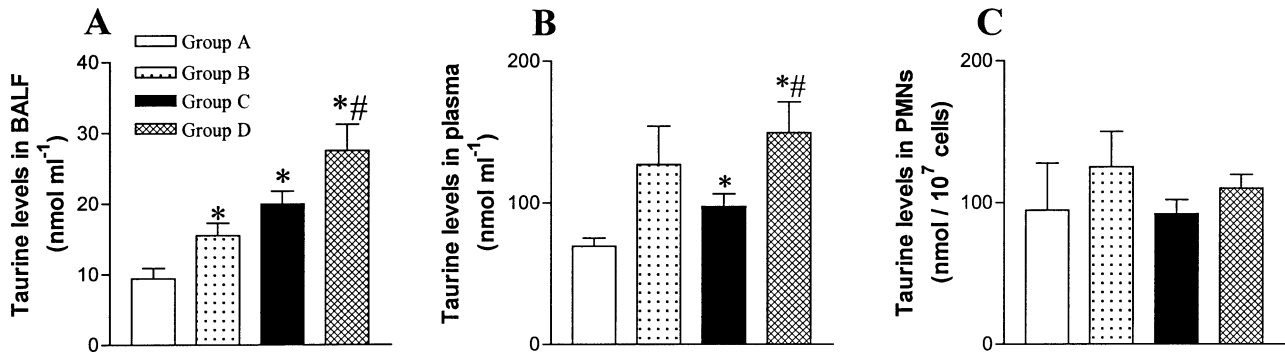 A
Group A
Group B
Group C
Group D
Taurine levels in BALF
(nmol ml⁻¹)
40
30
20
10
0
*
*
*#
B
Taurine levels in plasma
(nmol ml⁻¹)
200
100
0
*
*#
C
Taurine levels in PMNs
(nmol / 10⁷ cells)
200
100
0